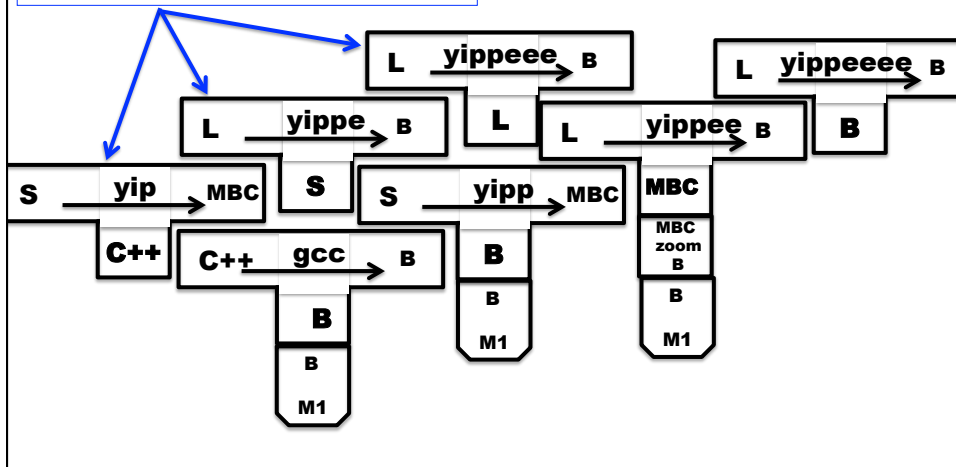 L yippeee B
L
L yippeeee B
B
L yippe B
S
L yippee B
MBC
MBC
zoom
B
B
M1
S yip MBC
C++
S yipp MBC
B
B
M1
C++ gcc B
B
B
M1